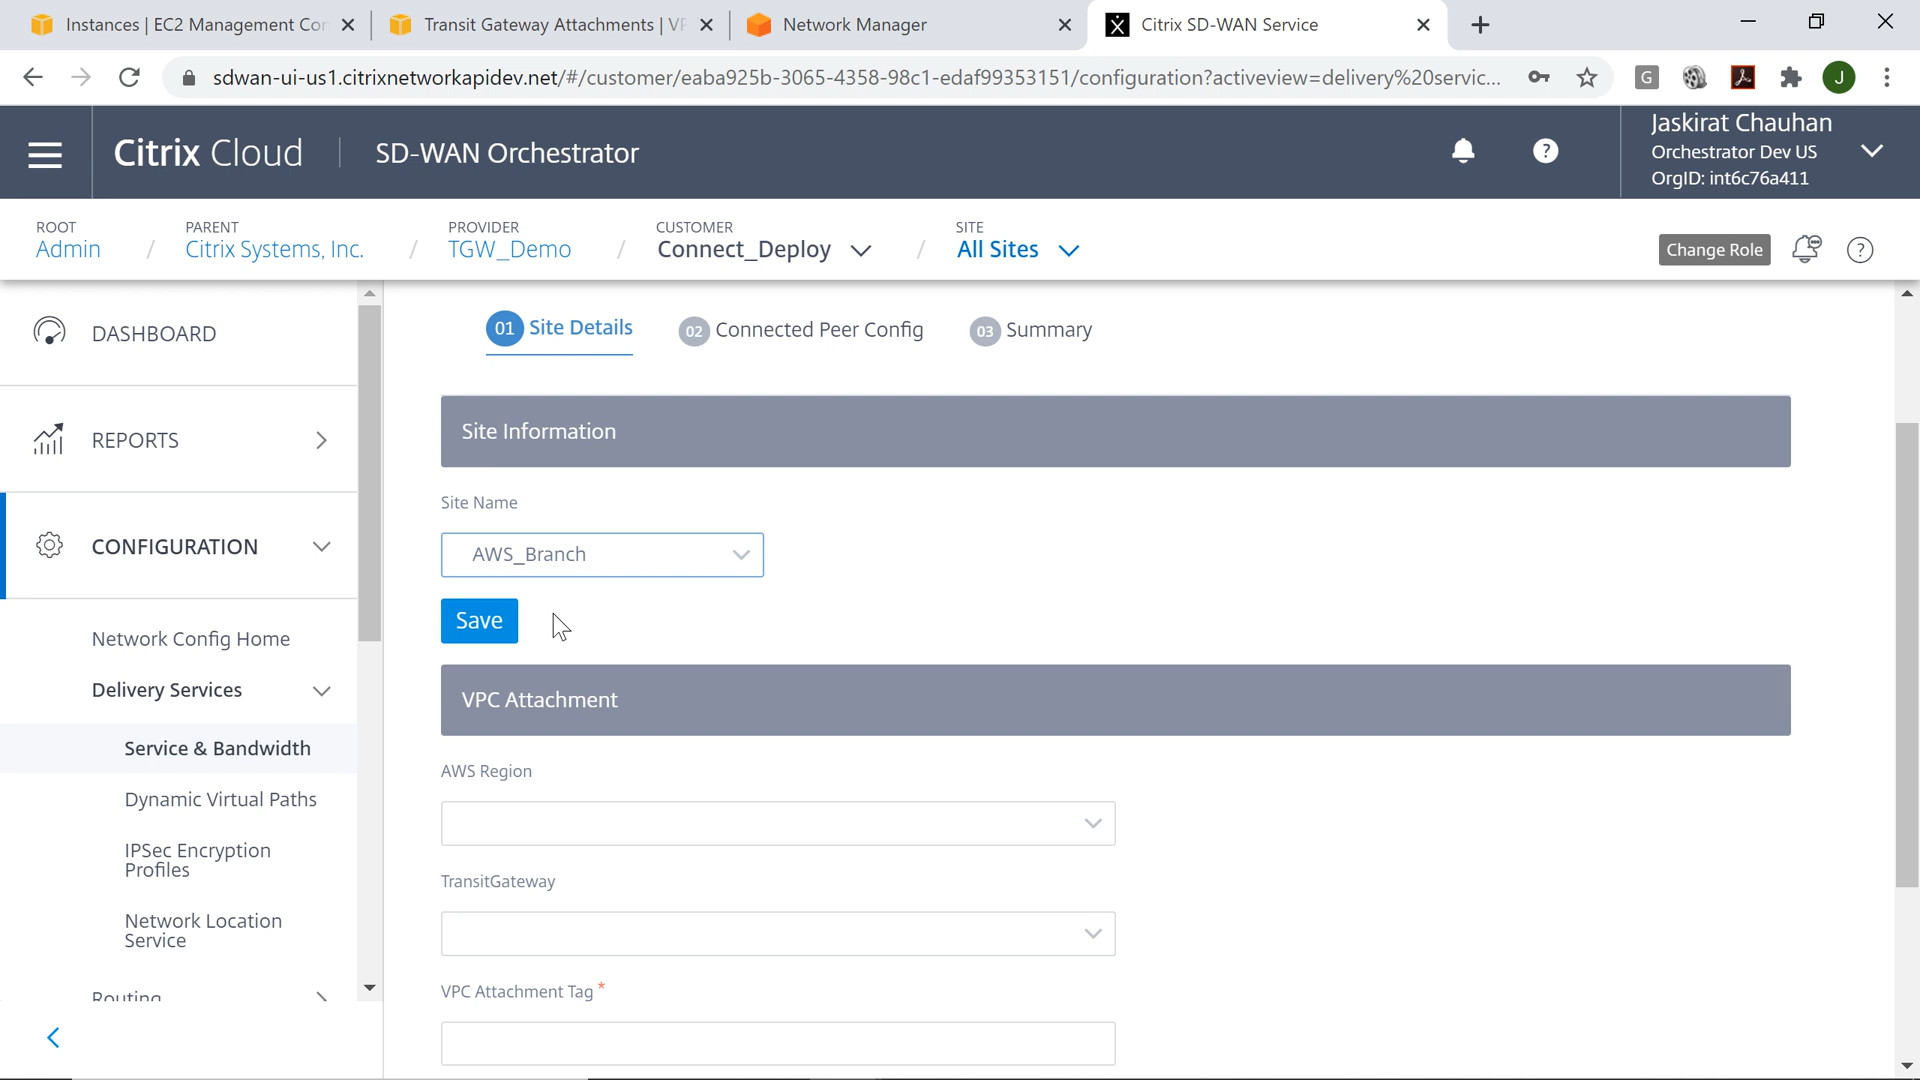 Instances | EC2 Management Con
Transit Gateway Attachments | VP
Network Manager
Citrix SD-WAN Service
sdwan-ui-us1.citrixnetworkapidev.net/#/customer/eaba925b-3065-4358-98c1-edaf99353151/configuration?activeview=delivery%20servic...
G
J
Citrix Cloud
SD-WAN Orchestrator
?
Jaskirat Chauhan
Orchestrator Dev US
OrgID: int6c76a411
ROOT
Admin
/
PARENT
Citrix Systems, Inc.
/
PROVIDER
TGW_Demo
/
CUSTOMER
Connect_Deploy
/
SITE
All Sites
Change Role
?
DASHBOARD
REPORTS
CONFIGURATION
Network Config Home
Delivery Services
Service & Bandwidth
Dynamic Virtual Paths
IPSec Encryption
Profiles
Network Location
Service
Routing
01 Site Details
02 Connected Peer Config
03 Summary
Site Information
Site Name
AWS_Branch
Save
VPC Attachment
AWS Region
TransitGateway
VPC Attachment Tag *